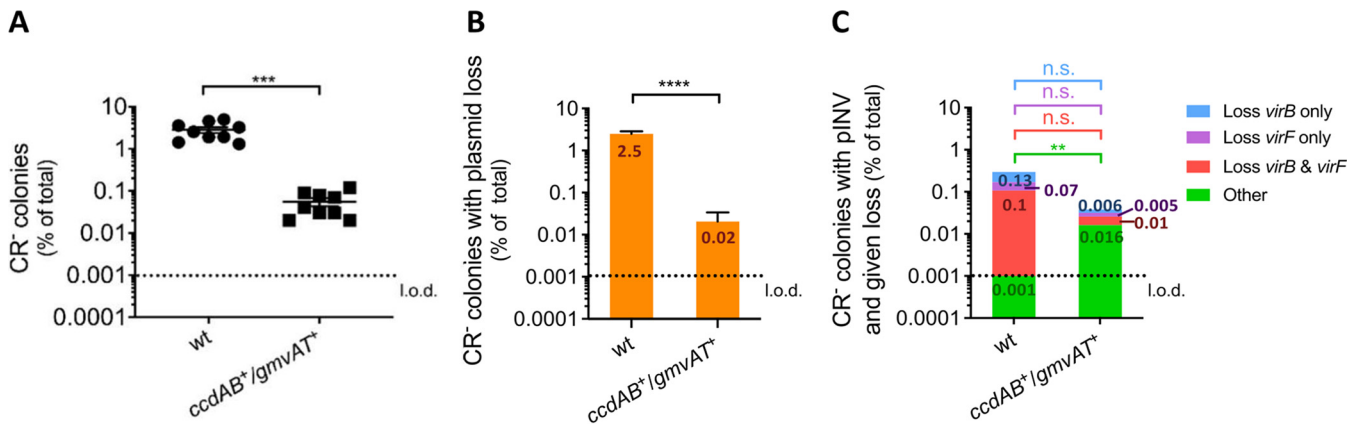 A
CR⁻ colonies
(% of total)
10
1
0.1
0.01
0.001
0.0001
***
l.o.d.
wt
ccdAB⁺/gmvAT⁺
B
CR⁻ colonies with plasmid loss
(% of total)
10
1
0.1
0.01
0.001
0.0001
****
2.5
0.02
l.o.d.
wt
ccdAB⁺/gmvAT⁺
C
CR⁻ colonies with pINV
and given loss (% of total)
10
1
0.1
0.01
0.001
0.0001
n.s.
n.s.
n.s.
**
0.13
0.07
0.1
0.001
0.006
0.005
0.01
0.016
l.o.d.
wt
ccdAB⁺/gmvAT⁺
Loss virB only
Loss virF only
Loss virB & virF
Other